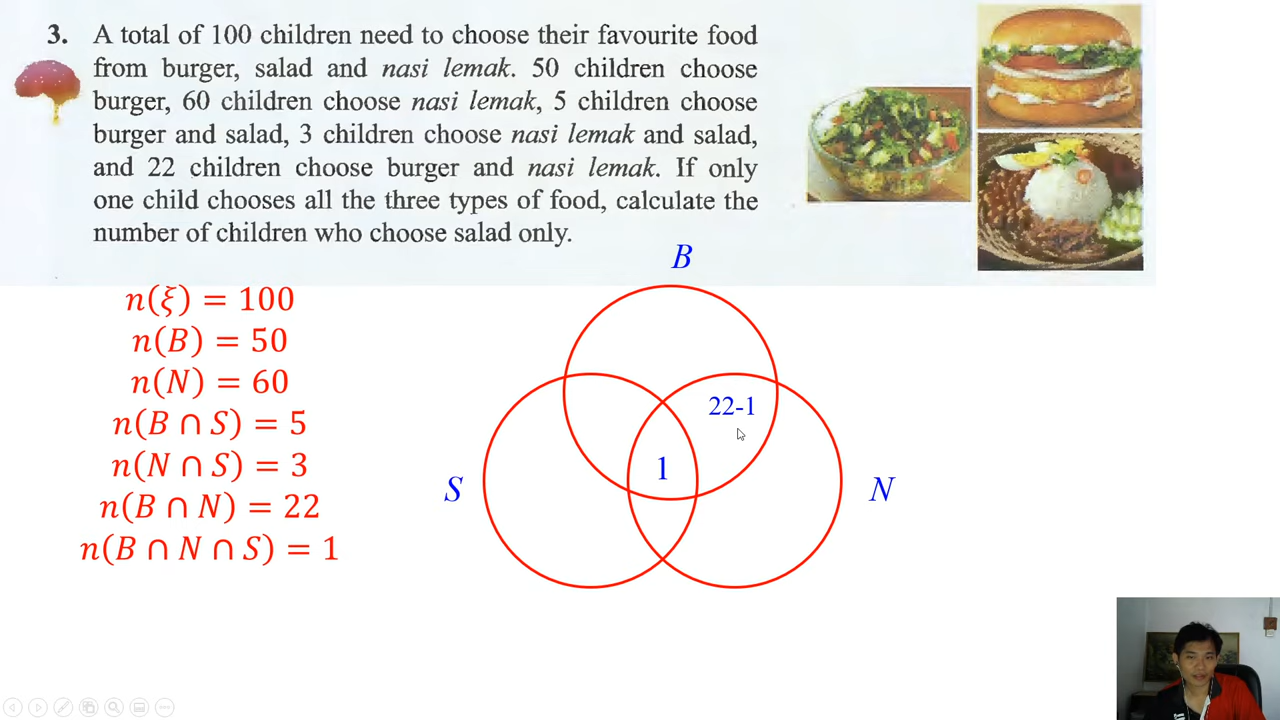 3. A total of 100 children need to choose their favourite food
from burger, salad and nasi lemak. 50 children choose
burger, 60 children choose nasi lemak, 5 children choose
burger and salad, 3 children choose nasi lemak and salad,
and 22 children choose burger and nasi lemak. If only
one child chooses all the three types of food, calculate the
number of children who choose salad only.
n(ξ) = 100
n(B) = 50
n(N) = 60
n(B ∩ S) = 5
n(N ∩ S) = 3
n(B ∩ N) = 22
n(B ∩ N ∩ S) = 1
B
22-1
1
S
N